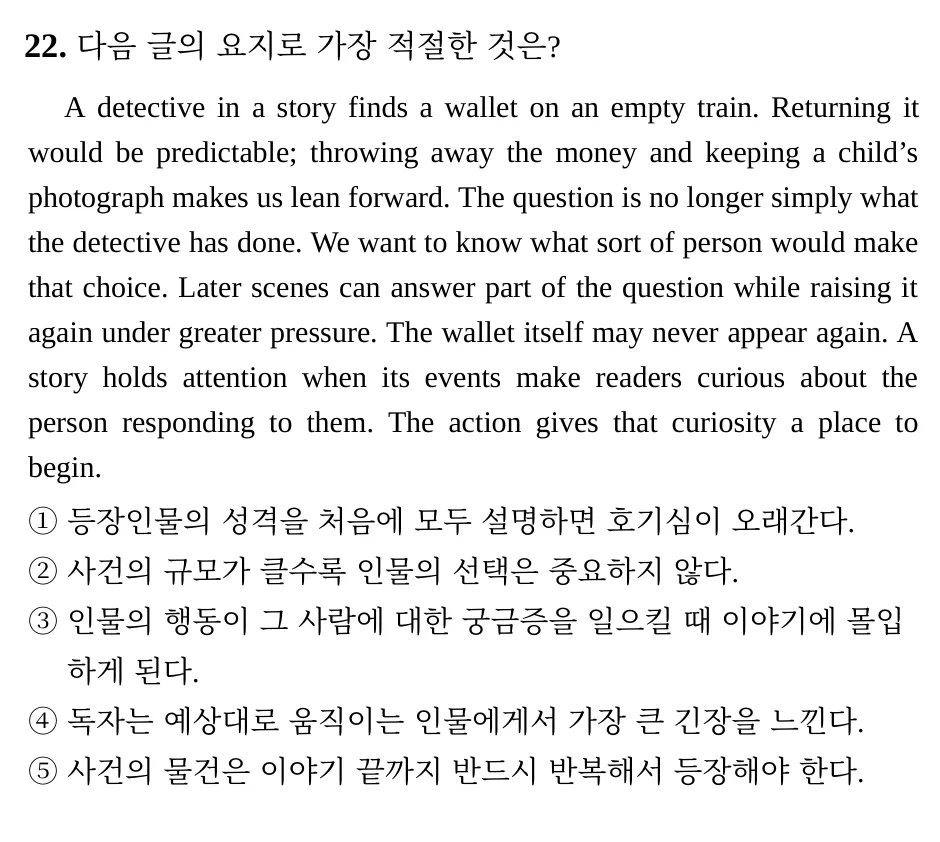 22. 다음 글의 요지로 가장 적절한 것은?
A detective in a story finds a wallet on an empty train. Returning it
would be predictable; throwing away the money and keeping a child’s
photograph makes us lean forward. The question is no longer simply what
the detective has done. We want to know what sort of person would make
that choice. Later scenes can answer part of the question while raising it
again under greater pressure. The wallet itself may never appear again. A
story holds attention when its events make readers curious about the
person responding to them. The action gives that curiosity a place to
begin.
① 등장인물의 성격을 처음에 모두 설명하면 호기심이 오래간다.
② 사건의 규모가 클수록 인물의 선택은 중요하지 않다.
③ 인물의 행동이 그 사람에 대한 궁금증을 일으킬 때 이야기에 몰입
하게 된다.
④ 독자는 예상대로 움직이는 인물에게서 가장 큰 긴장을 느낀다.
⑤ 사건의 물건은 이야기 끝까지 반드시 반복해서 등장해야 한다.